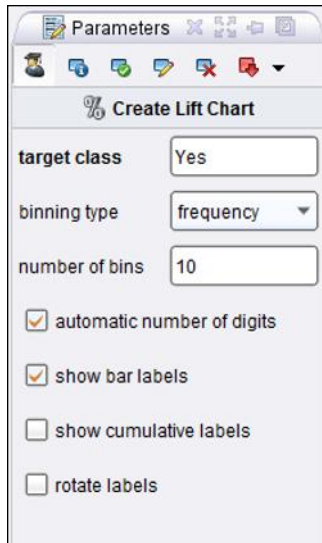 Parameters
Create Lift Chart
target class Yes
binning type frequency
number of bins 10
automatic number of digits
show bar labels
show cumulative labels
rotate labels